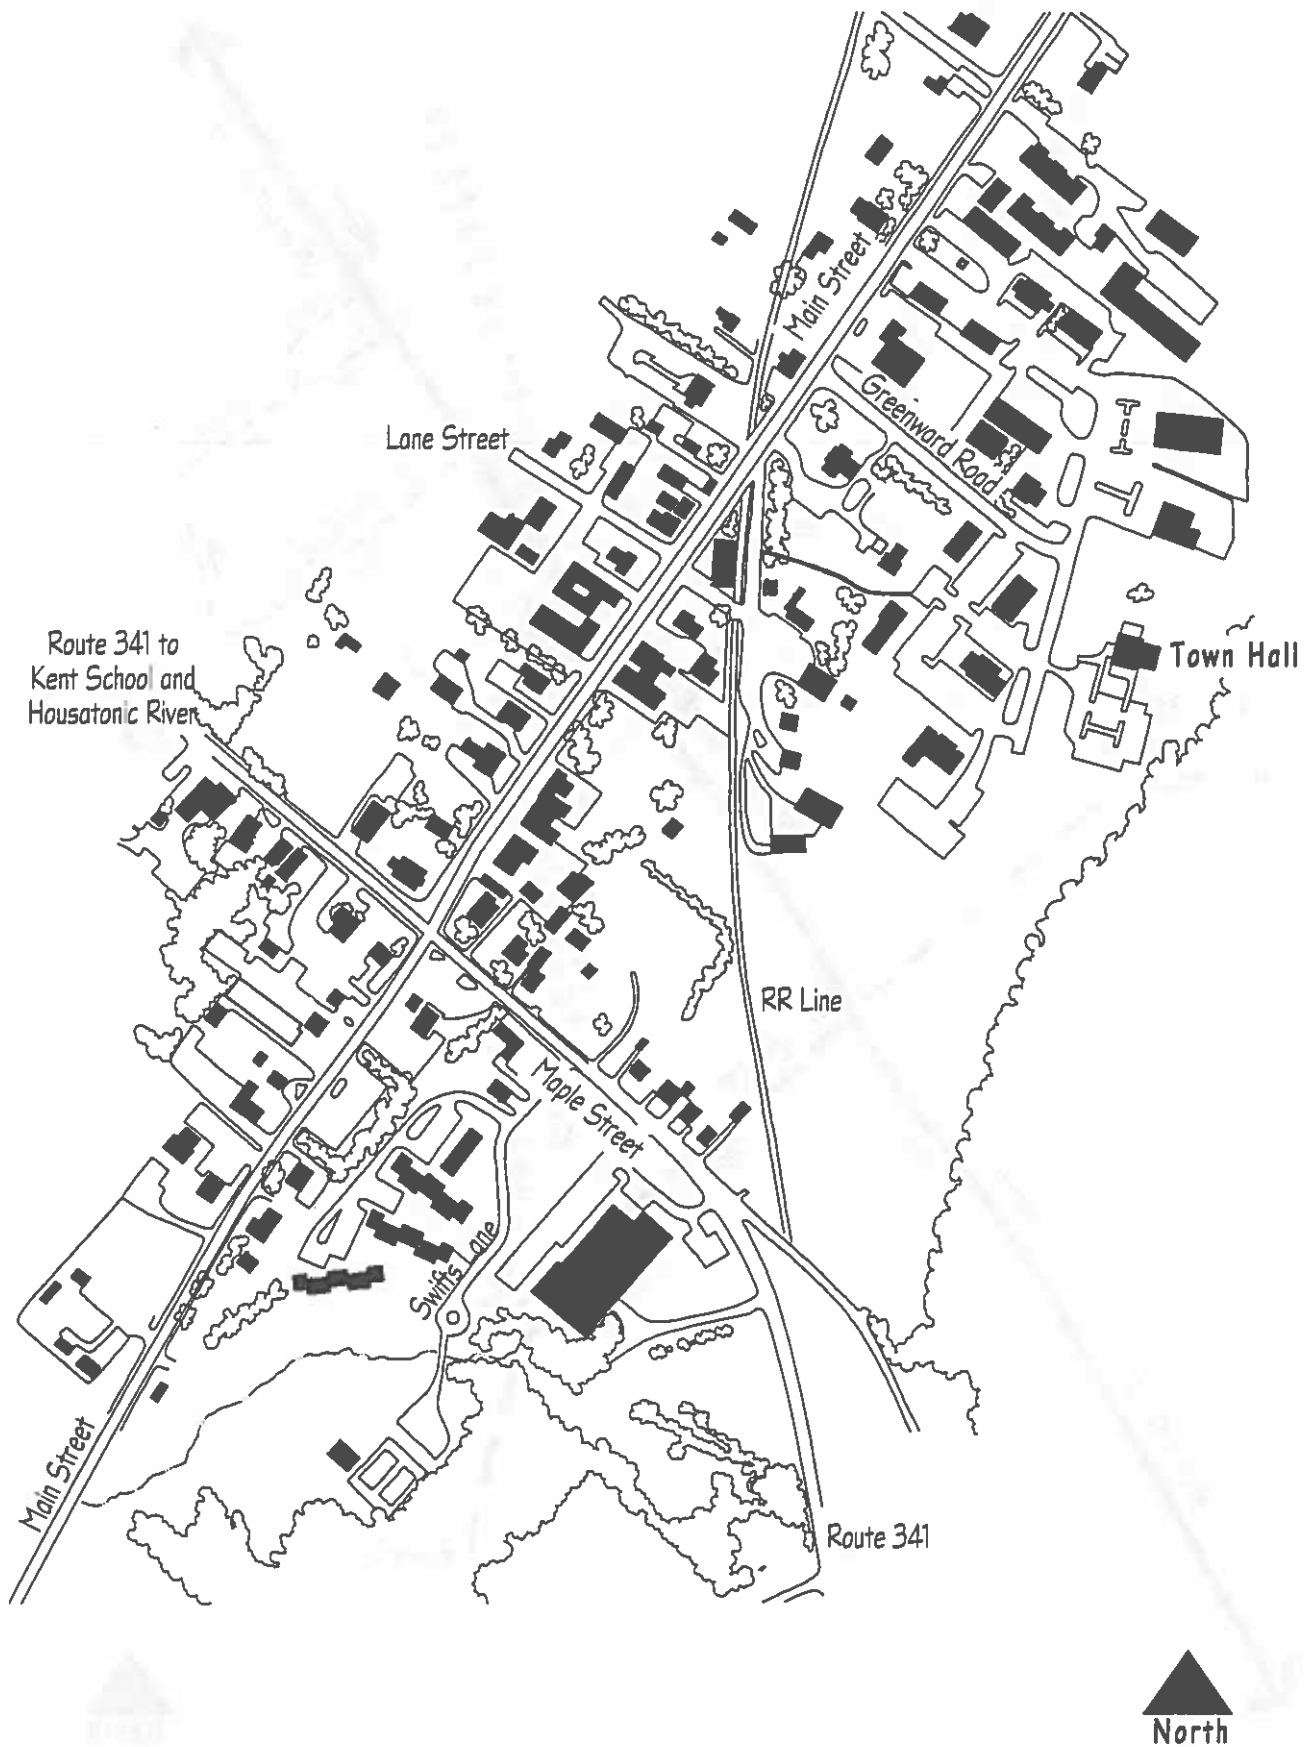 Main Street
Greenward Road
Lane Street
Route 341 to
Kent School and
Housatonic River
Town Hall
RR Line
Maple Street
Swifts Lane
Main Street
Route 341
North